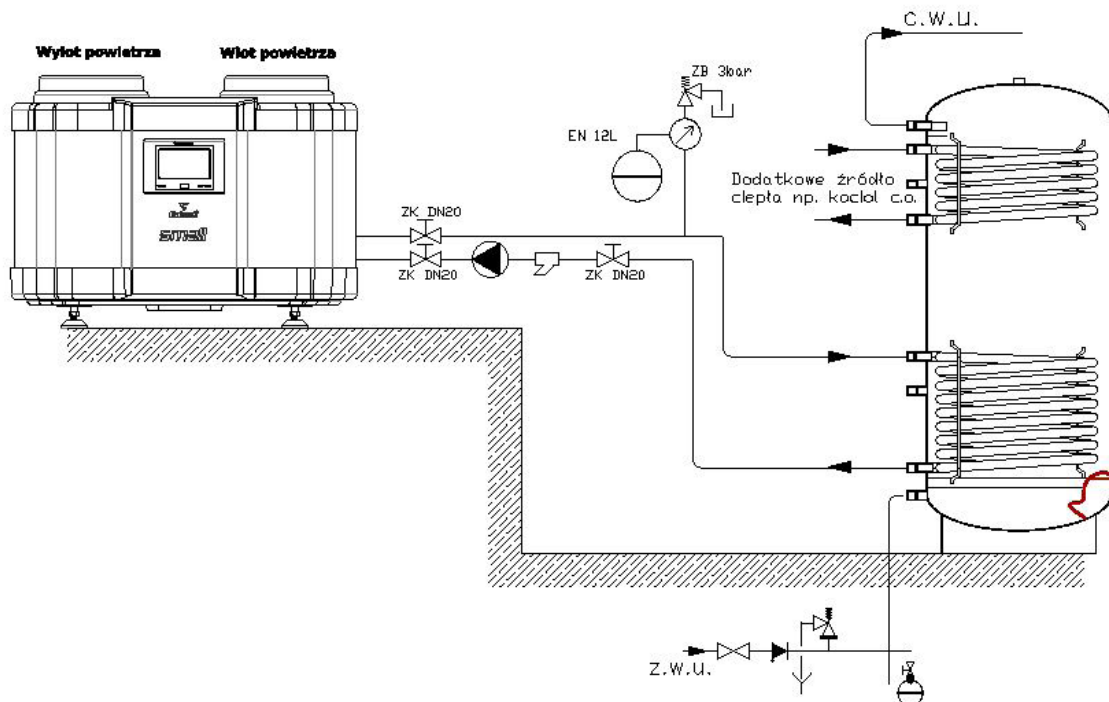 Wylot powietrza
Wlot powietrza
C.W.U.
ZB 3bar
EN 12L
Dodatkowe źródło
ciepła np. kocioł c.o.
ZK DN20
ZK DN20
ZK DN20
small
Z.W.U.